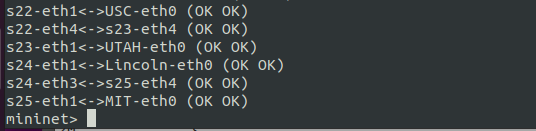 s22-eth1<->USC-eth0 (OK OK)
s22-eth4<->s23-eth4 (OK OK)
s23-eth1<->UTAH-eth0 (OK OK)
s24-eth1<->Lincoln-eth0 (OK OK)
s24-eth3<->s25-eth4 (OK OK)
s25-eth1<->MIT-eth0 (OK OK)
mininet>